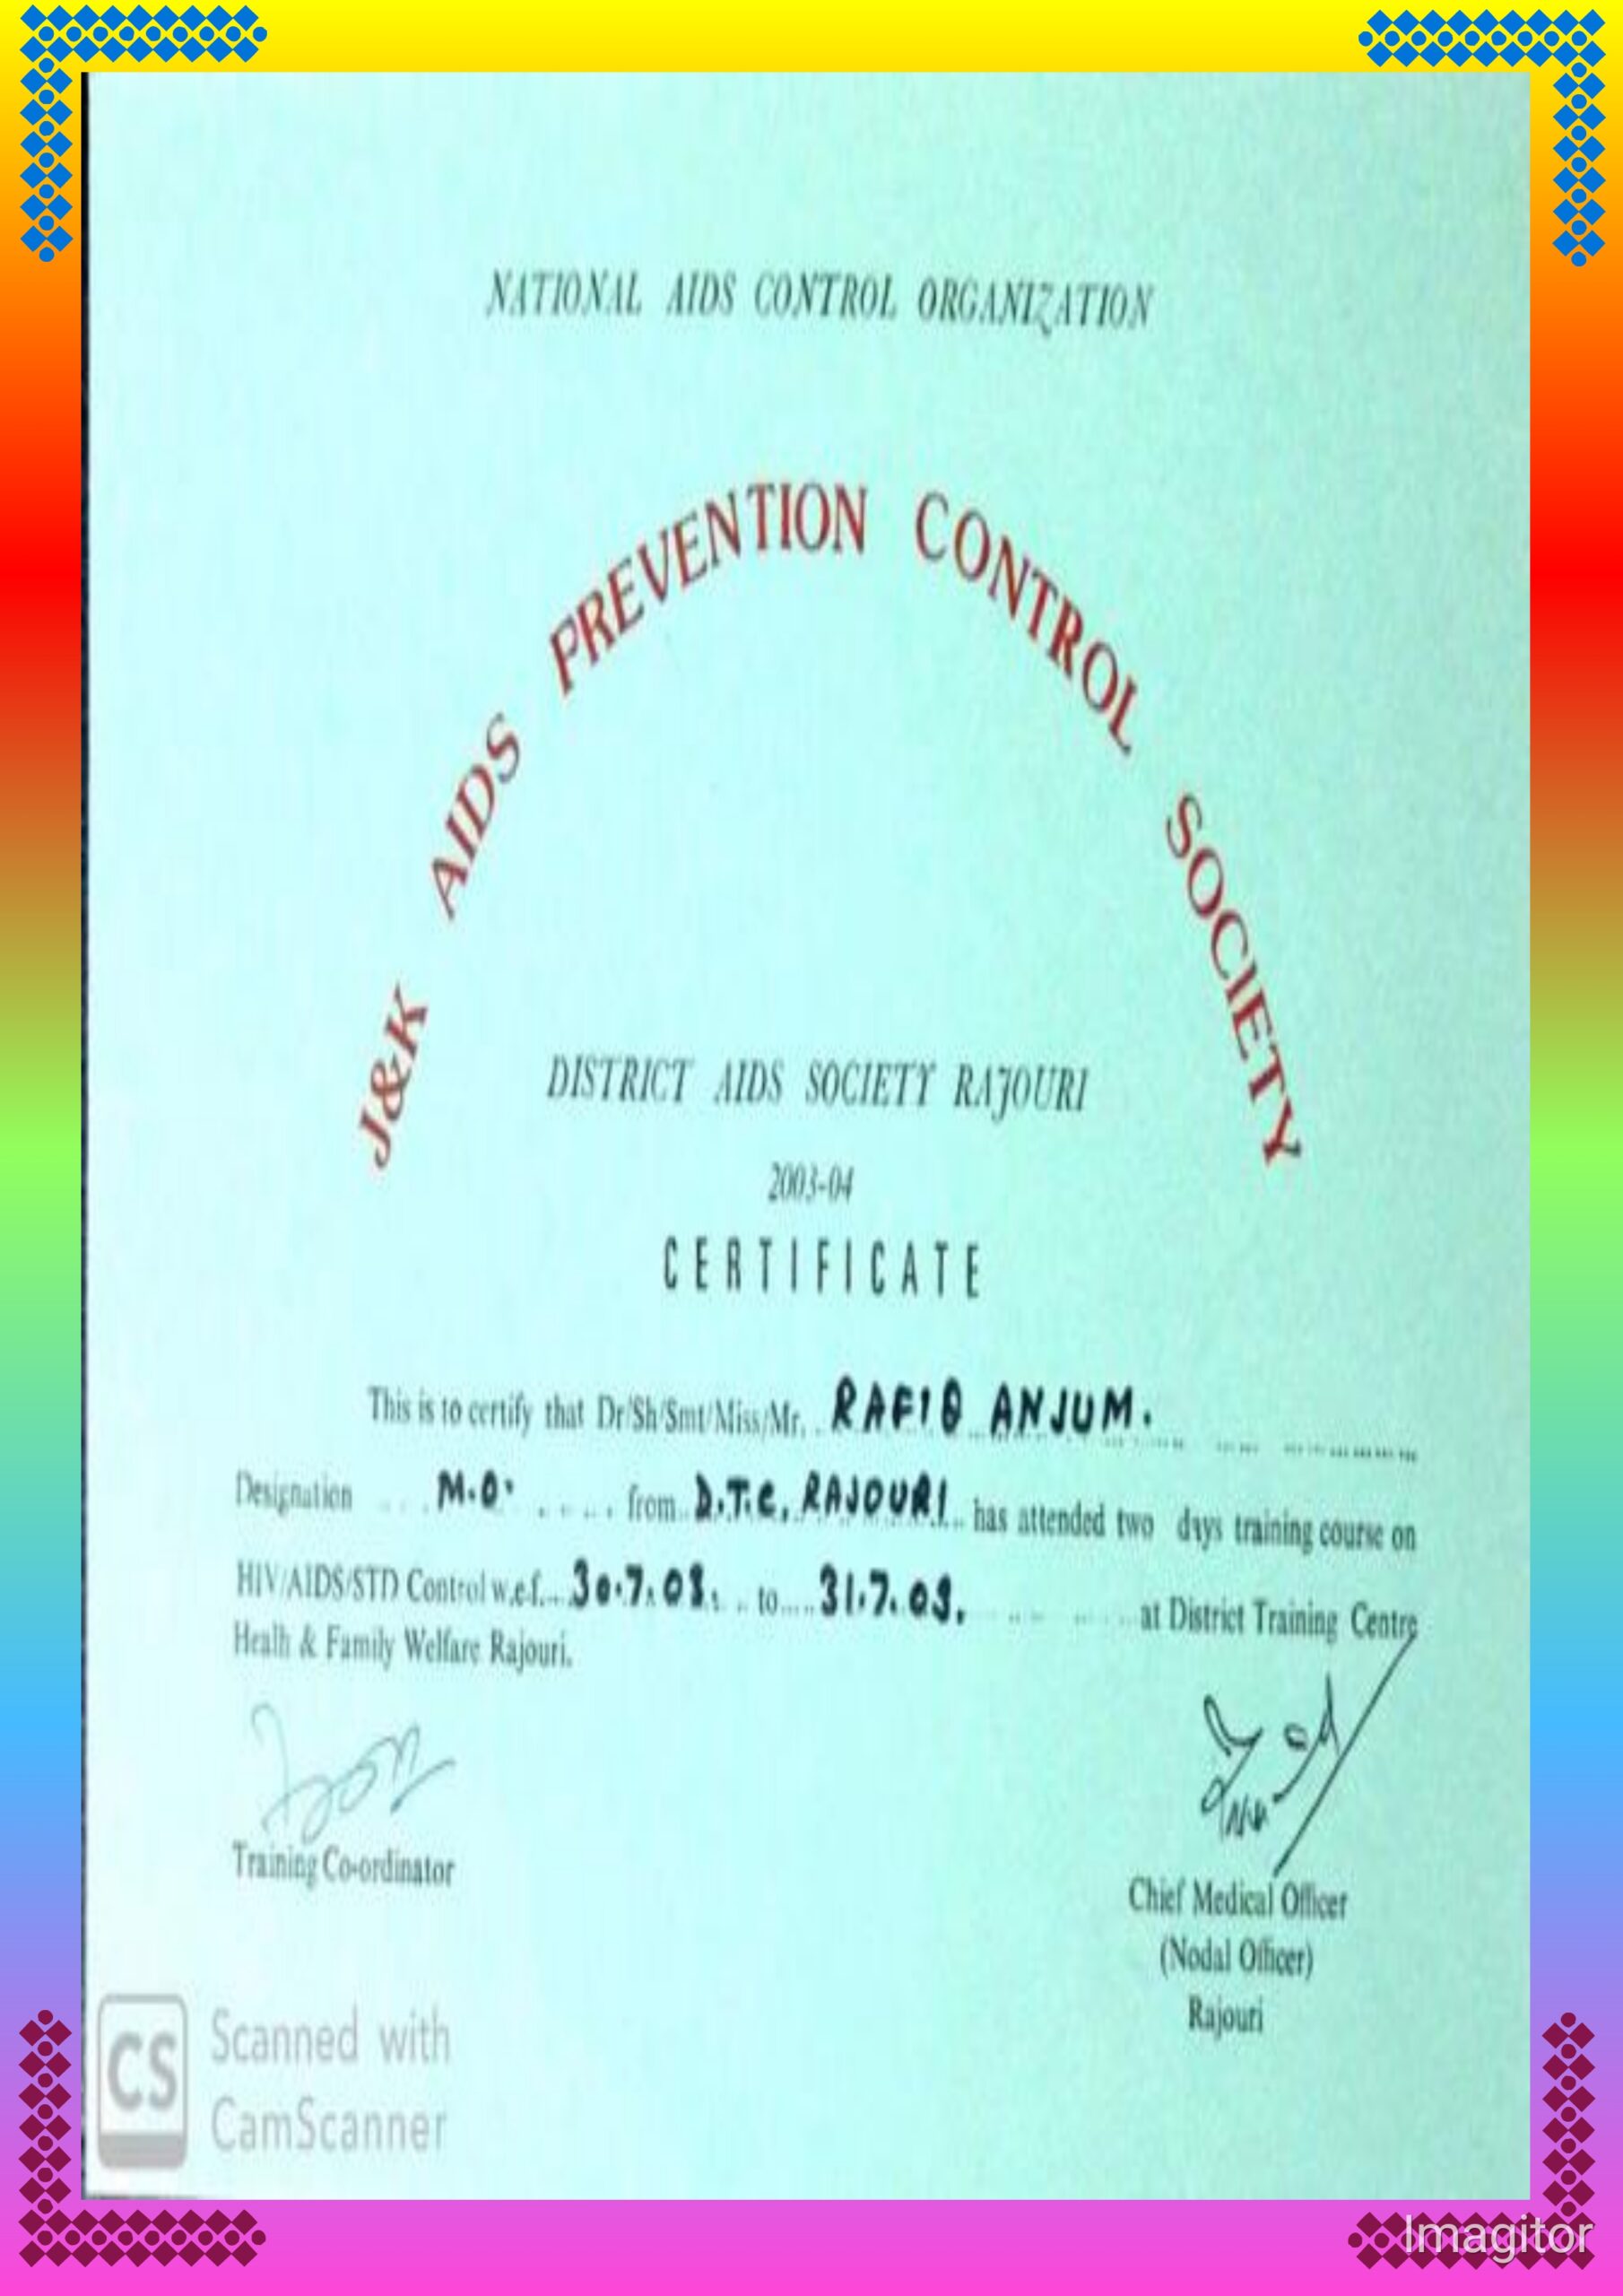 NATIONAL AIDS CONTROL ORGANIZATION
J&K AIDS PREVENTION CONTROL SOCIETY
DISTRICT AIDS SOCIETY RAJOURI
2003-04
CERTIFICATE
This is to certify that Dr/Sh/Smt/Miss/Mr. RAFIQ ANJUM.
Designation M.O. from D.T.C, RAJOURI has attended two days training course on
HIV/AIDS/STD Control w.e.f. 30.7.03. to 31.7.03. at District Training Centre
Healh & Family Welfare Rajouri.
Training Co-ordinator
Chief Medical Officer
(Nodal Officer)
Rajouri
CS Scanned with
CamScanner
Imagitor